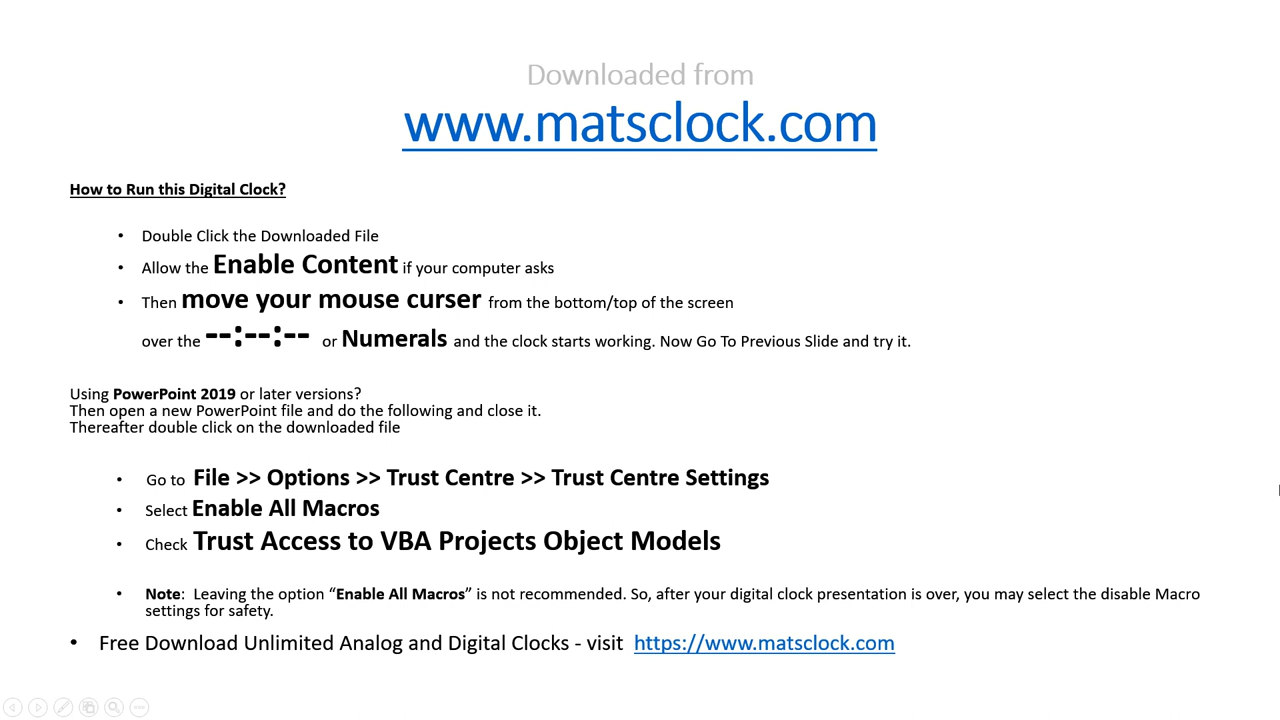 Downloaded from
www.matsclock.com
How to Run this Digital Clock?
• Double Click the Downloaded File
• Allow the Enable Content if your computer asks
• Then move your mouse curser from the bottom/top of the screen
over the --:--:-- or Numerals and the clock starts working. Now Go To Previous Slide and try it.
Using PowerPoint 2019 or later versions?
Then open a new PowerPoint file and do the following and close it.
Thereafter double click on the downloaded file
• Go to File >> Options >> Trust Centre >> Trust Centre Settings
• Select Enable All Macros
• Check Trust Access to VBA Projects Object Models
• Note: Leaving the option “Enable All Macros” is not recommended. So, after your digital clock presentation is over, you may select the disable Macro
settings for safety.
• Free Download Unlimited Analog and Digital Clocks - visit https://www.matsclock.com